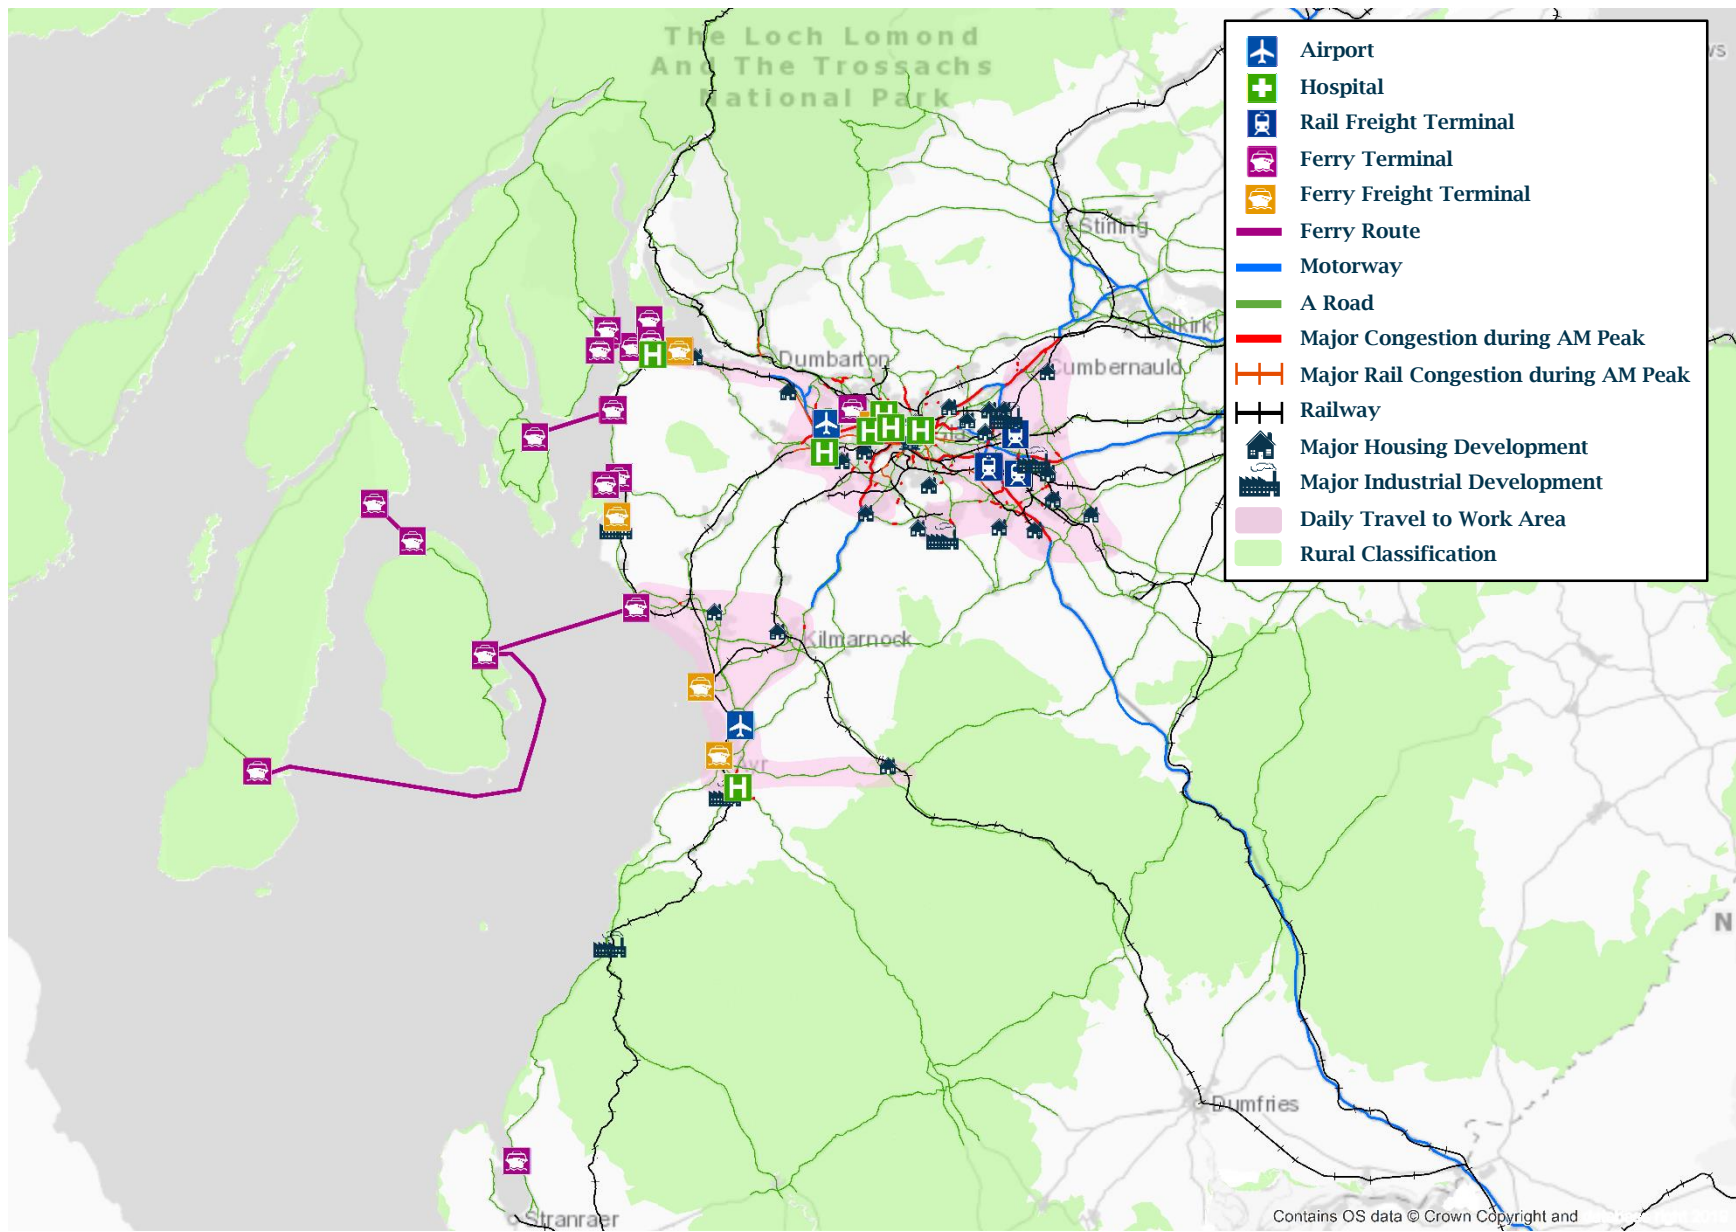 The Loch Lomond
And The Trossachs
National Park
Airport
Hospital
Rail Freight Terminal
Ferry Terminal
Ferry Freight Terminal
Ferry Route
Motorway
A Road
Major Congestion during AM Peak
Major Rail Congestion during AM Peak
Railway
Major Housing Development
Major Industrial Development
Daily Travel to Work Area
Rural Classification
Stirling
Dumbarton
Cumbernauld
Kilmarnock
Ayr
N
Dumfries
Stranraer
Contains OS data © Crown Copyright and